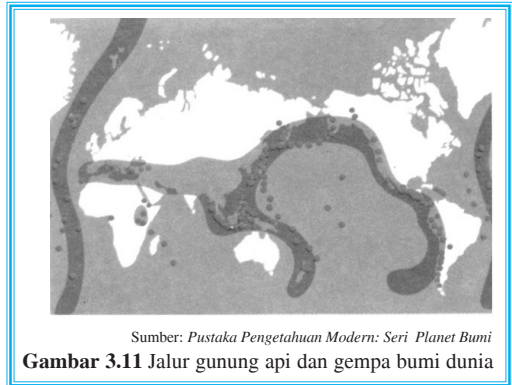 Sumber: Pustaka Pengetahuan Modern: Seri Planet Bumi
Gambar 3.11 Jalur gunung api dan gempa bumi dunia